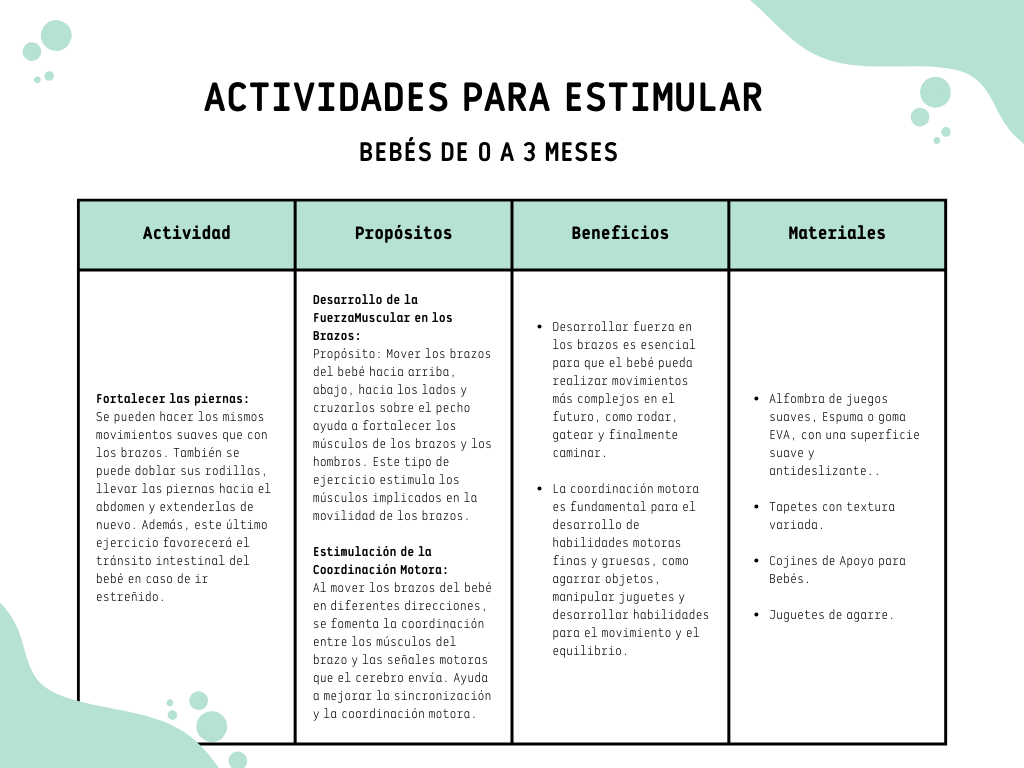 ACTIVIDADES PARA ESTIMULAR
BEBÉS DE 0 A 3 MESES
Actividad
Propósitos
Beneficios
Materiales
Fortalecer las piernas:
Se pueden hacer los mismos
movimientos suaves que con
los brazos. También se
puede doblar sus rodillas,
llevar las piernas hacia el
abdomen y extenderlas de
nuevo. Además, este último
ejercicio favorecerá el
tránsito intestinal del
bebé en caso de ir
estreñido.
Desarrollo de la
FuerzaMuscular en los
Brazos:
Propósito: Mover los brazos
del bebé hacia arriba,
abajo, hacia los lados y
cruzarlos sobre el pecho
ayuda a fortalecer los
músculos de los brazos y los
hombros. Este tipo de
ejercicio estimula los
músculos implicados en la
movilidad de los brazos.
Estimulación de la
Coordinación Motora:
Al mover los brazos del bebé
en diferentes direcciones,
se fomenta la coordinación
entre los músculos del
brazo y las señales motoras
que el cerebro envía. Ayuda
a mejorar la sincronización
y la coordinación motora.
• Desarrollar fuerza en
los brazos es esencial
para que el bebé pueda
realizar movimientos
más complejos en el
futuro, como rodar,
gatear y finalmente
caminar.
• La coordinación motora
es fundamental para el
desarrollo de
habilidades motoras
finas y gruesas, como
agarrar objetos,
manipular juguetes y
desarrollar habilidades
para el movimiento y el
equilibrio.
• Alfombra de juegos
suaves, Espuma o goma
EVA, con una superficie
suave y
antideslizante..
• Tapetes con textura
variada.
• Cojines de Apoyo para
Bebés.
• Juguetes de agarre.